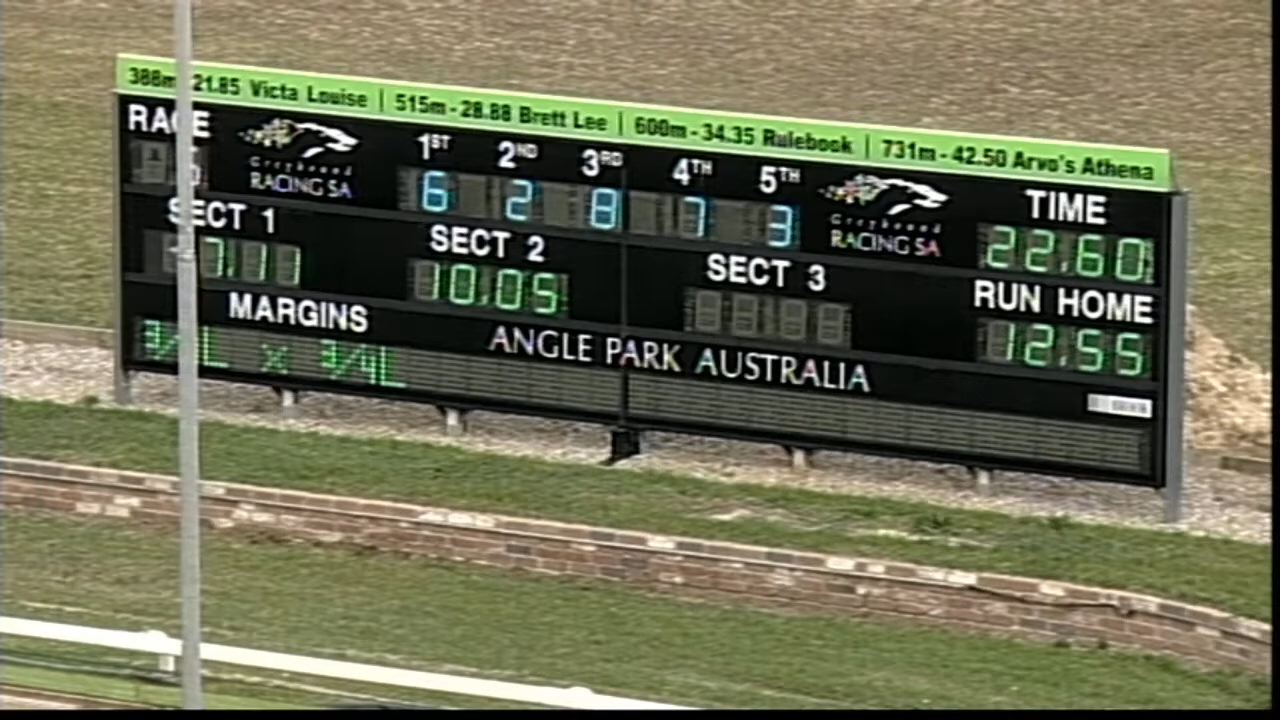 388m 21.85 Victa Louise | 515m - 28.88 Brett Lee | 600m - 34.35 Rulebook | 731m - 42.50 Arvo's Athena
RACE
Greyhound
RACING SA
1ST 2ND 3RD 4TH 5TH
6 2 8 7 3
Greyhound
RACING SA
TIME
22.60
SECT 1
7.11
SECT 2
10.05
SECT 3
RUN HOME
12.55
MARGINS
3/4L x 3/4L
ANGLE PARK AUSTRALIA